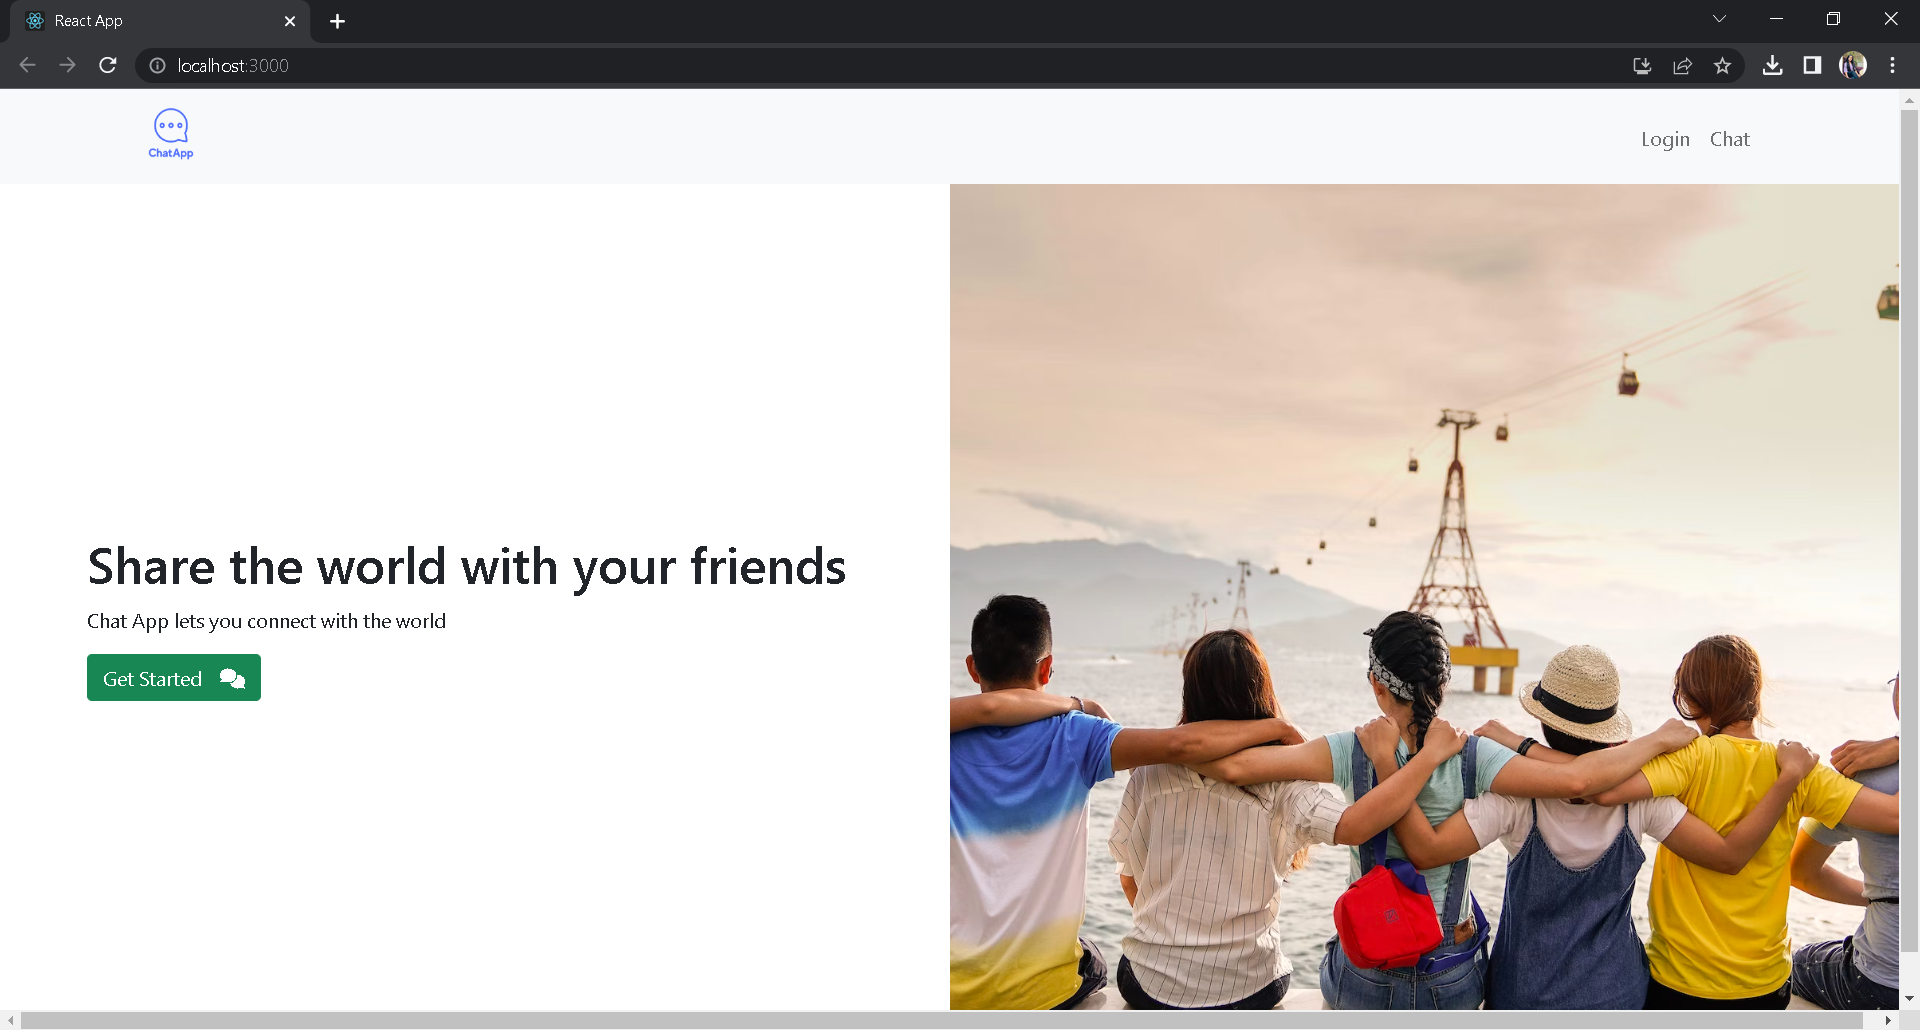 React App
localhost:3000
ChatApp
Login
Chat
Share the world with your friends
Chat App lets you connect with the world
Get Started